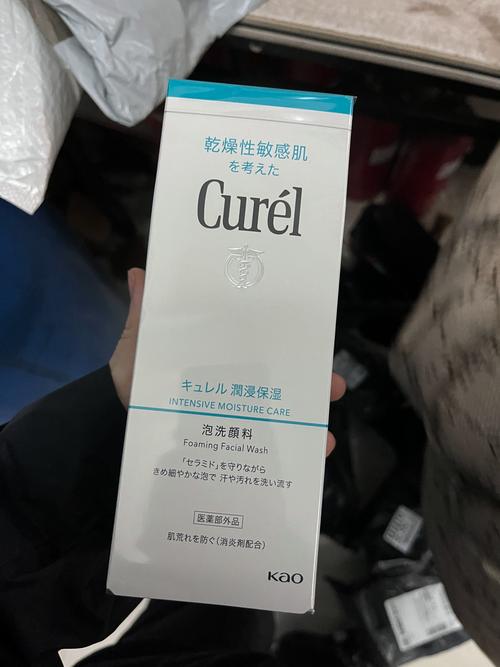 乾燥性敏感肌
を考えた
Curél
キュレル 潤浸保湿
INTENSIVE MOISTURE CARE
泡洗顔料
Foaming Facial Wash
「セラミド」を守りながら
きめ細やかな泡で 汗や汚れを洗い流す
医薬部外品
肌荒れを防ぐ(消炎剤配合)
Kao